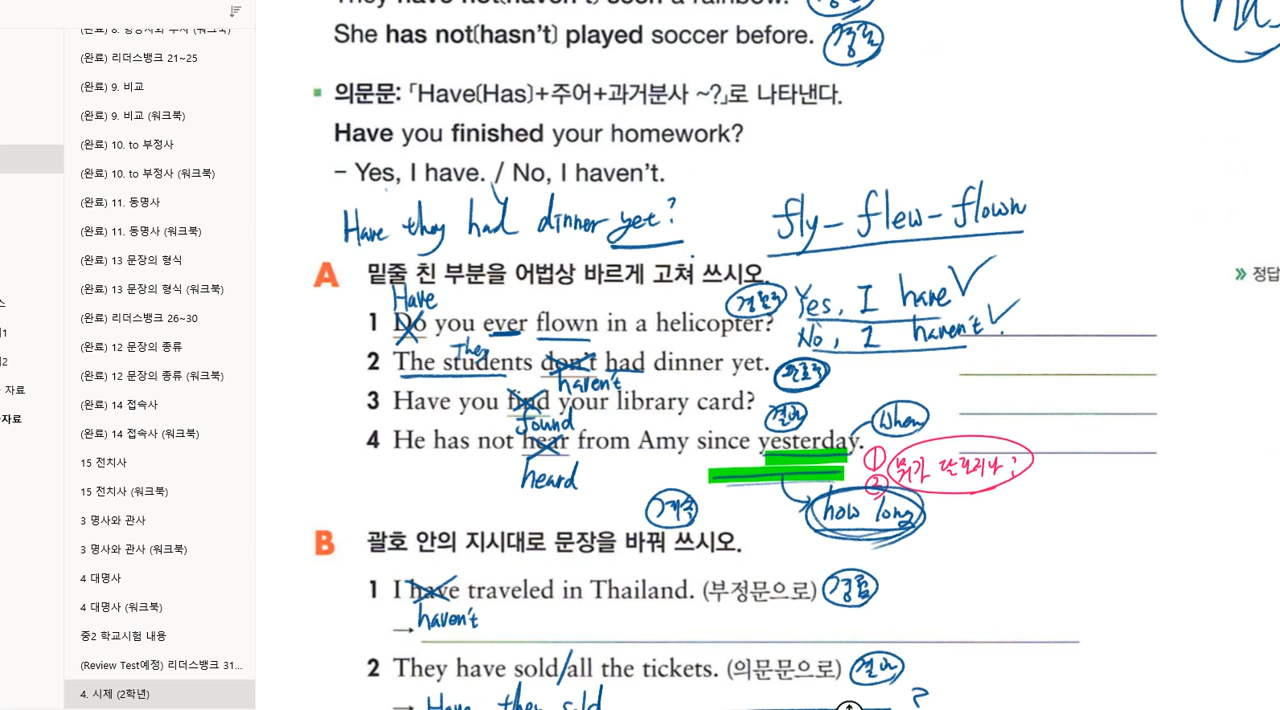 (완료) 리더스뱅크 21~25
(완료) 9. 비교
(완료) 9. 비교 (워크북)
(완료) 10. to 부정사
(완료) 10. to 부정사 (워크북)
(완료) 11. 동명사
(완료) 11. 동명사 (워크북)
(완료) 13 문장의 형식
(완료) 13 문장의 형식 (워크북)
(완료) 리더스뱅크 26~30
(완료) 12 문장의 종류
(완료) 12 문장의 종류 (워크북)
(완료) 14 접속사
(완료) 14 접속사 (워크북)
15 전치사
15 전치사 (워크북)
3 명사와 관사
3 명사와 관사 (워크북)
4 대명사
4 대명사 (워크북)
중2 학교시험 내용
(Review Test예정) 리더스뱅크 31...
4. 시제 (2학년)
자료
They have not(haven't) seen a rainbow.
She has not(hasn't) played soccer before. 경험
의문문: 「Have(Has)+주어+과거분사 ~?」로 나타낸다.
Have you finished your homework?
– Yes, I have. / No, I haven't.
Have they had dinner yet?
fly - flew - flown
A 밑줄 친 부분을 어법상 바르게 고쳐 쓰시오.
» 정답
Have
1 Do you ever flown in a helicopter? 경험
Yes, I have
No, I haven't
They
2 The students don't had dinner yet. 완료
haven't
3 Have you find your library card? 결과
found
4 He has not hear from Amy since yesterday. When
heard
① 뭐가 다르리나?
②
how long
계속
B 괄호 안의 지시대로 문장을 바꿔 쓰시오.
1 I have traveled in Thailand. (부정문으로) 경험
haven't
→
2 They have sold/all the tickets. (의문문으로) 결과
→ Have they sold ?